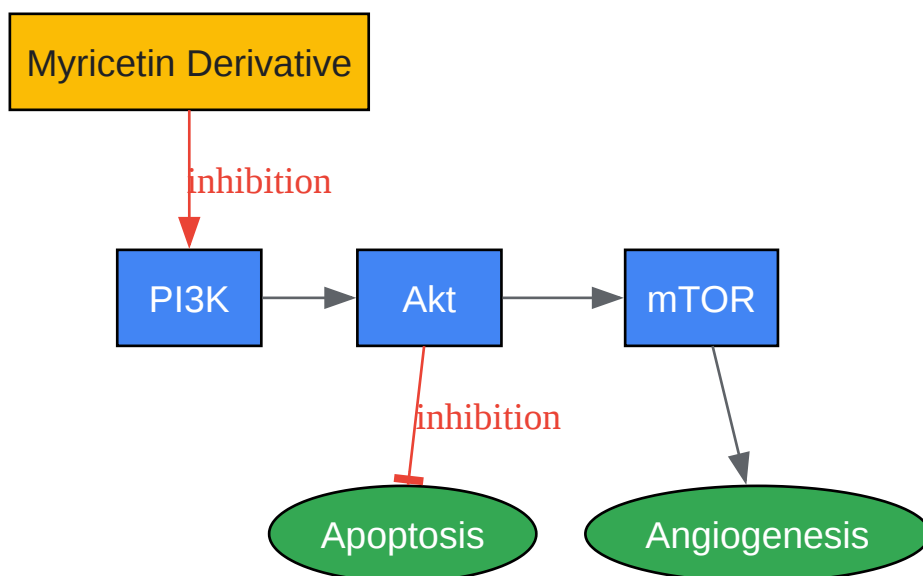 Myricetin Derivative
inhibition
PI3K
Akt
mTOR
inhibition
Apoptosis
Angiogenesis